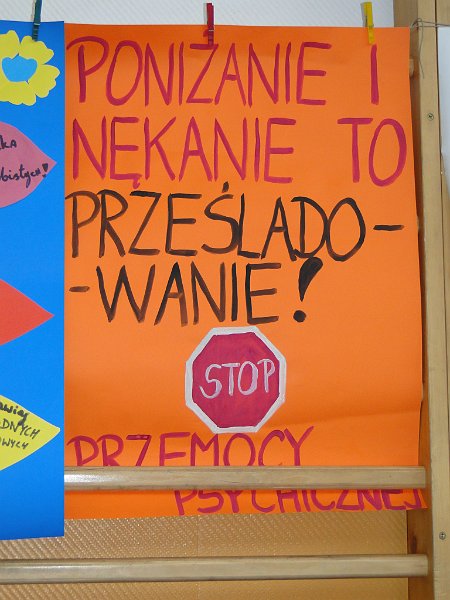 PONIŻANIE I
NĘKANIE TO
PRZEŚLADO-
-WANIE!
STOP
PRZEMOCY
PSYCHICZNEJ